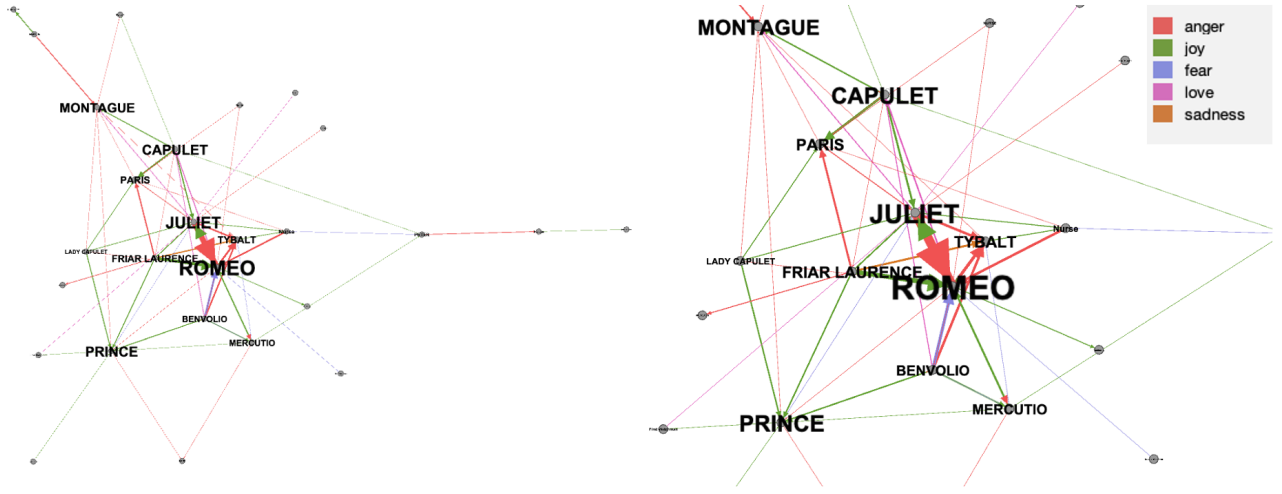 MONTAGUE
CAPULET
PARIS
JULIET
Nurse
TYBALT
LADY CAPULET
FRIAR LAURENCE
ROMEO
BENVOLIO
MERCUTIO
PRINCE
MONTAGUE
CAPULET
PARIS
JULIET
Nurse
TYBALT
LADY CAPULET
FRIAR LAURENCE
ROMEO
BENVOLIO
MERCUTIO
PRINCE
anger
joy
fear
love
sadness